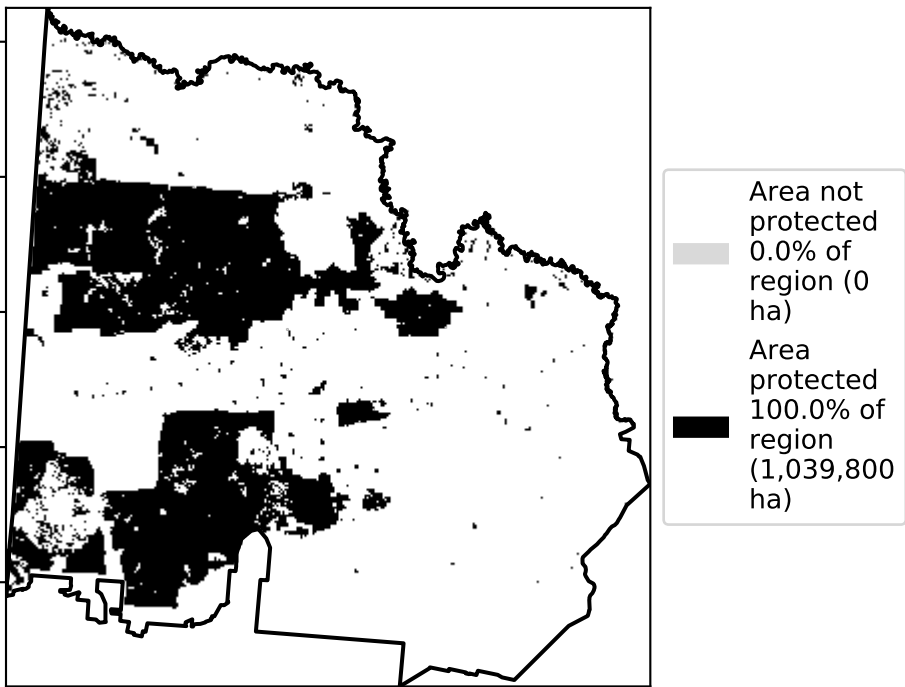 Area not
protected
0.0% of
region (0
ha)
Area
protected
100.0% of
region
(1,039,800
ha)